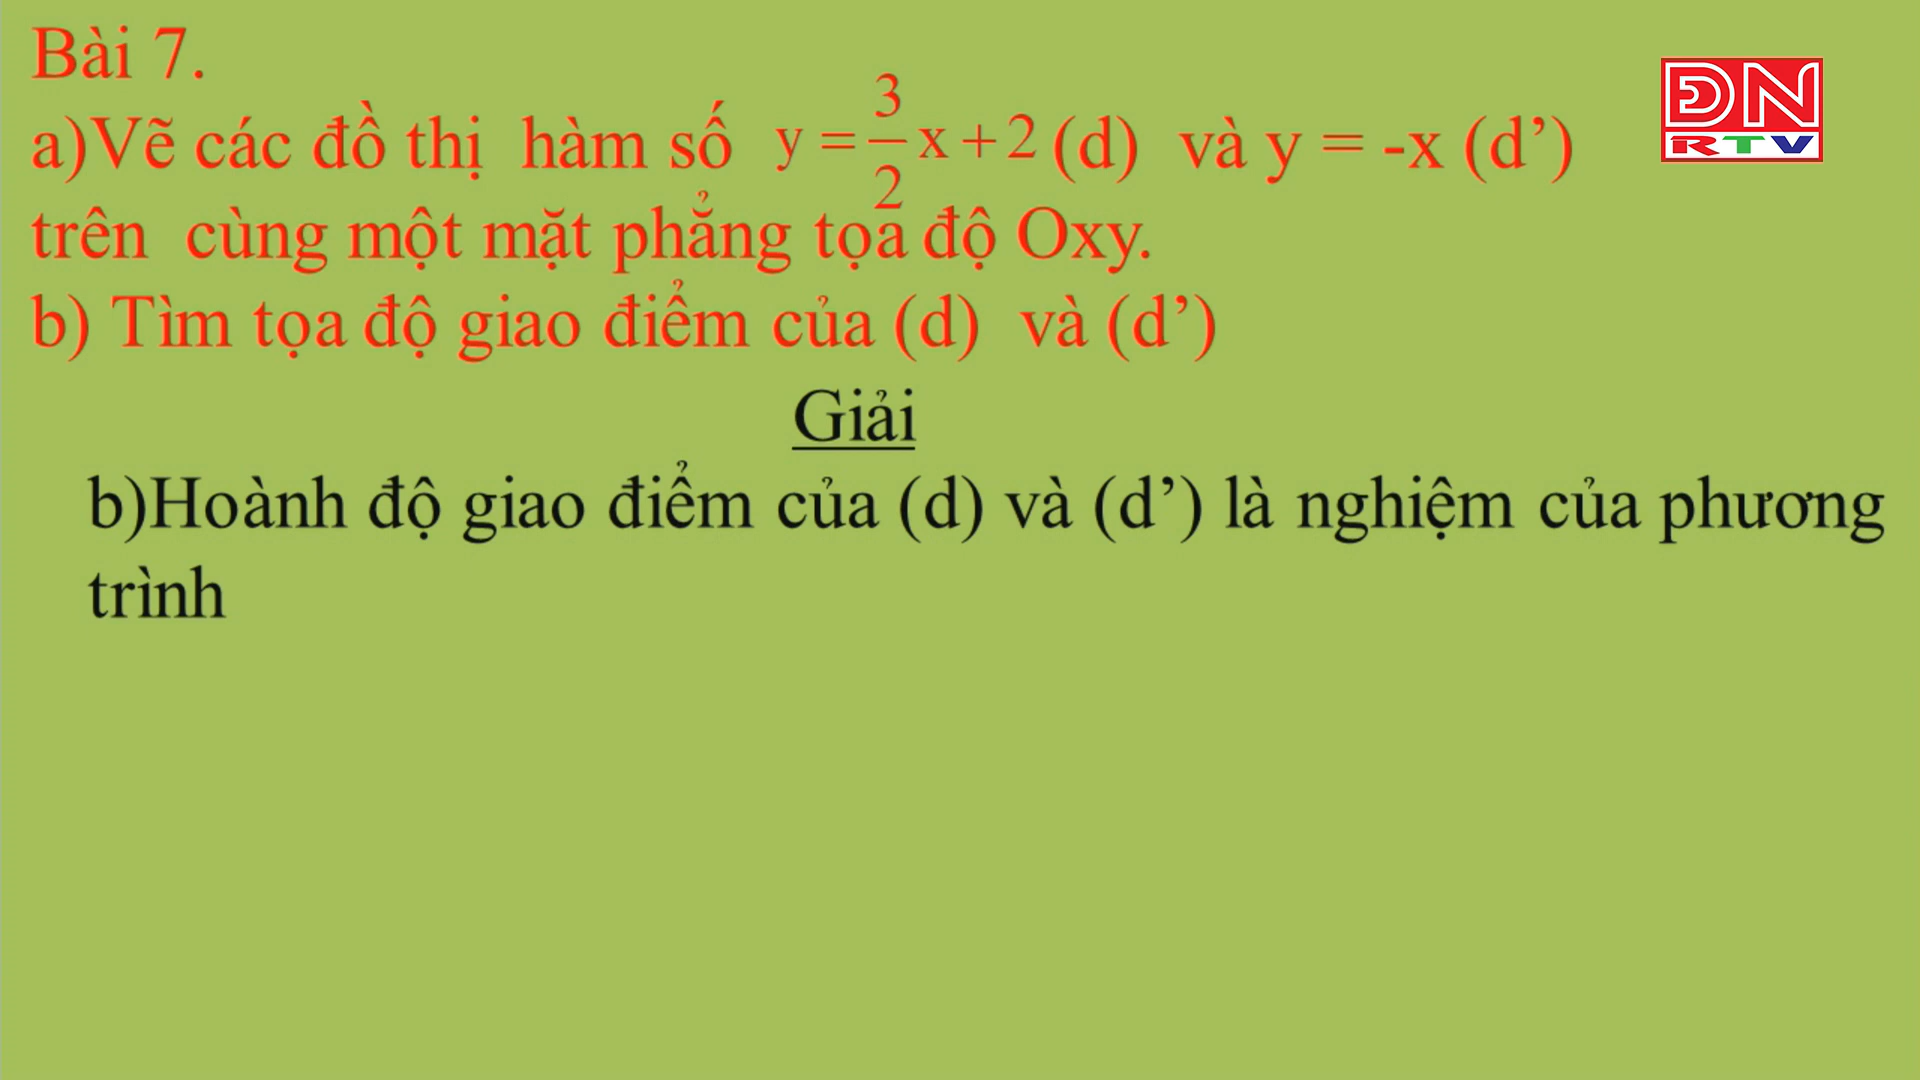 Bài 7.
ĐN
RTV
a)Vẽ các đồ thị hàm số y = 3/2 x + 2 (d) và y = -x (d’)
trên cùng một mặt phẳng tọa độ Oxy.
b) Tìm tọa độ giao điểm của (d) và (d’)
Giải
b)Hoành độ giao điểm của (d) và (d’) là nghiệm của phương
trình